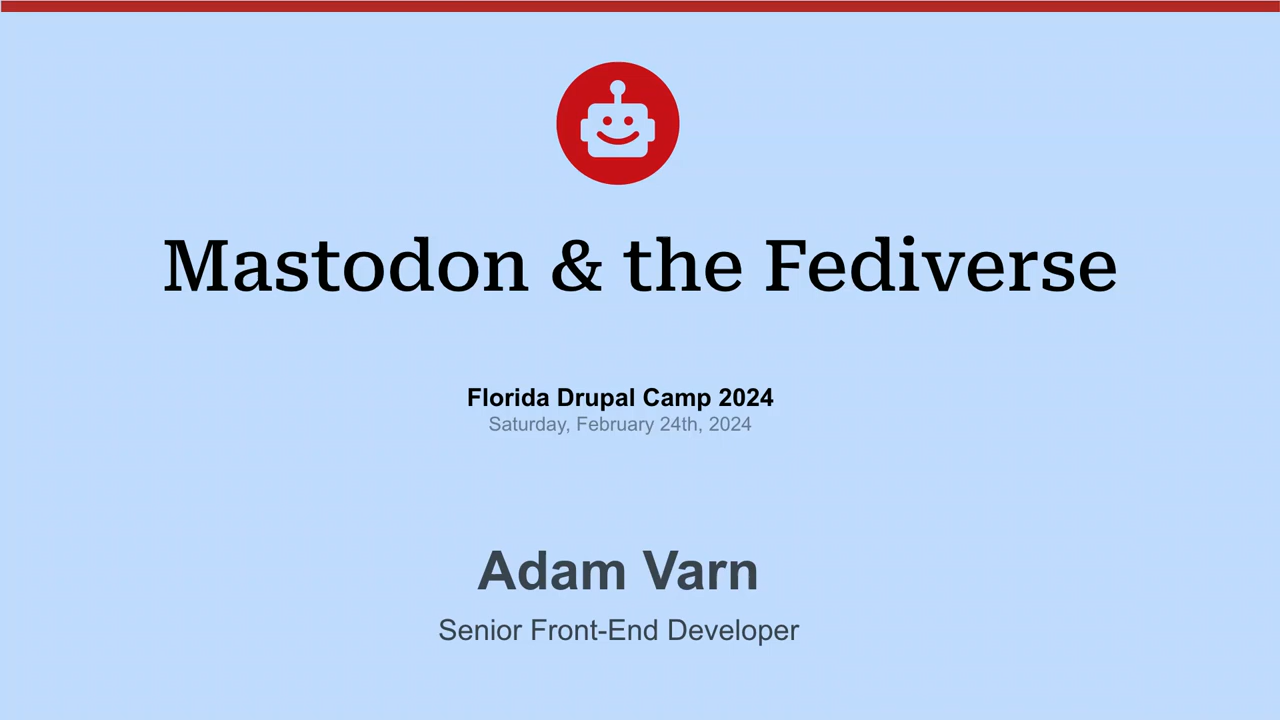 Mastodon & the Fediverse
Florida Drupal Camp 2024
Saturday, February 24th, 2024
Adam Varn
Senior Front-End Developer